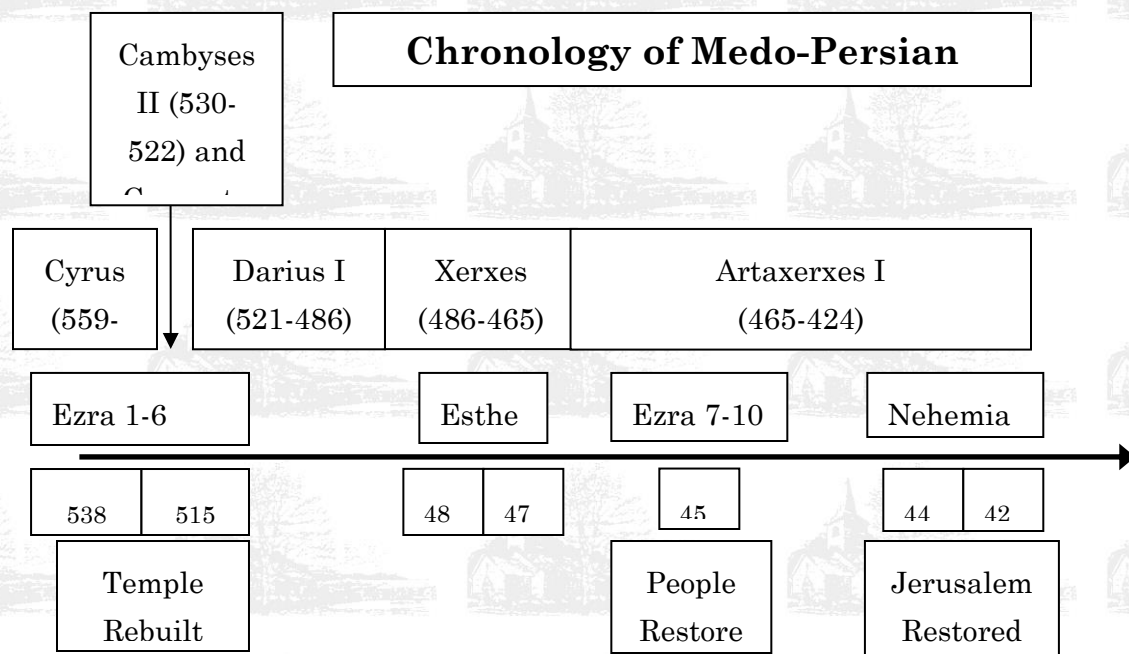 Cambyses
II (530-
522) and
Chronology of Medo-Persian
Cyrus
(559-
Darius I
(521-486)
Xerxes
(486-465)
Artaxerxes I
(465-424)
Ezra 1-6
Esthe
Ezra 7-10
Nehemia
538
515
48
47
45
44
42
Temple
Rebuilt
People
Restore
Jerusalem
Restored